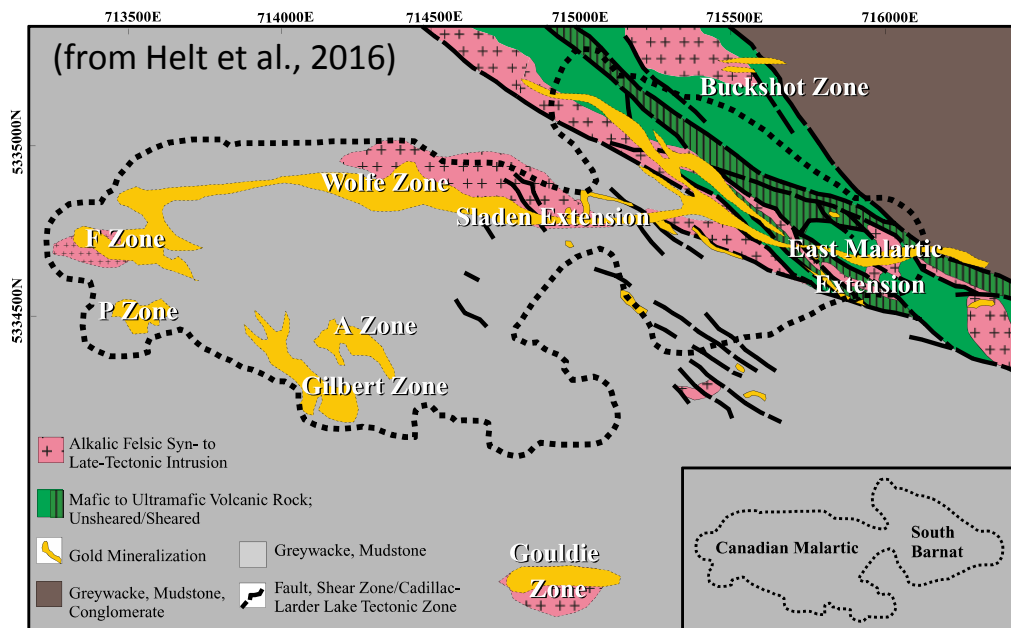 713500E 714000E 714500E 715000E 715500E 716000E
(from Helt et al., 2016)
Buckshot Zone
5335000N
Wolfe Zone
Sladen Extension
F Zone
East Malartic
Extension
5334500N
P Zone
A Zone
Gilbert Zone
Alkalic Felsic Syn- to
Late-Tectonic Intrusion
Mafic to Ultramafic Volcanic Rock;
Unsheared/Sheared
Gold Mineralization
Greywacke, Mudstone
Greywacke, Mudstone,
Conglomerate
Fault, Shear Zone/Cadillac-
Larder Lake Tectonic Zone
Gouldie
Zone
Canadian Malartic
South
Barnat